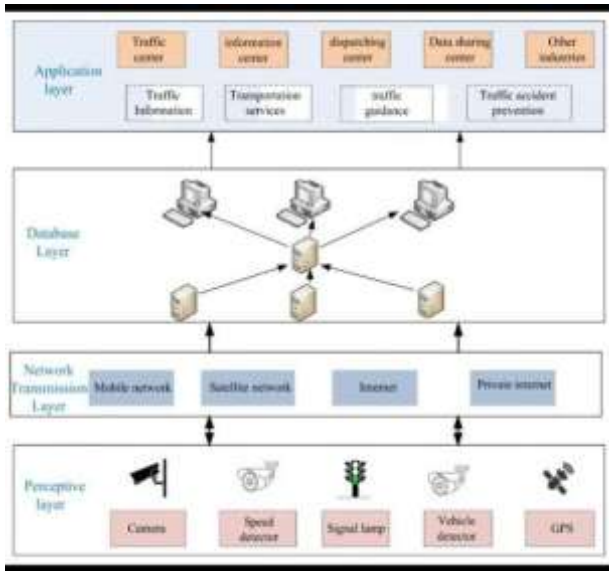 Traffic center
information center
dispatching center
Data sharing center
Other industries
Application layer
Traffic Information
Transportation services
traffic guidance
Traffic accident prevention
Database Layer
Network Transmission Layer
Mobile network
Satellite network
Internet
Private internet
Perceptive layer
Camera
Speed detector
Signal lamp
Vehicle detector
GPS